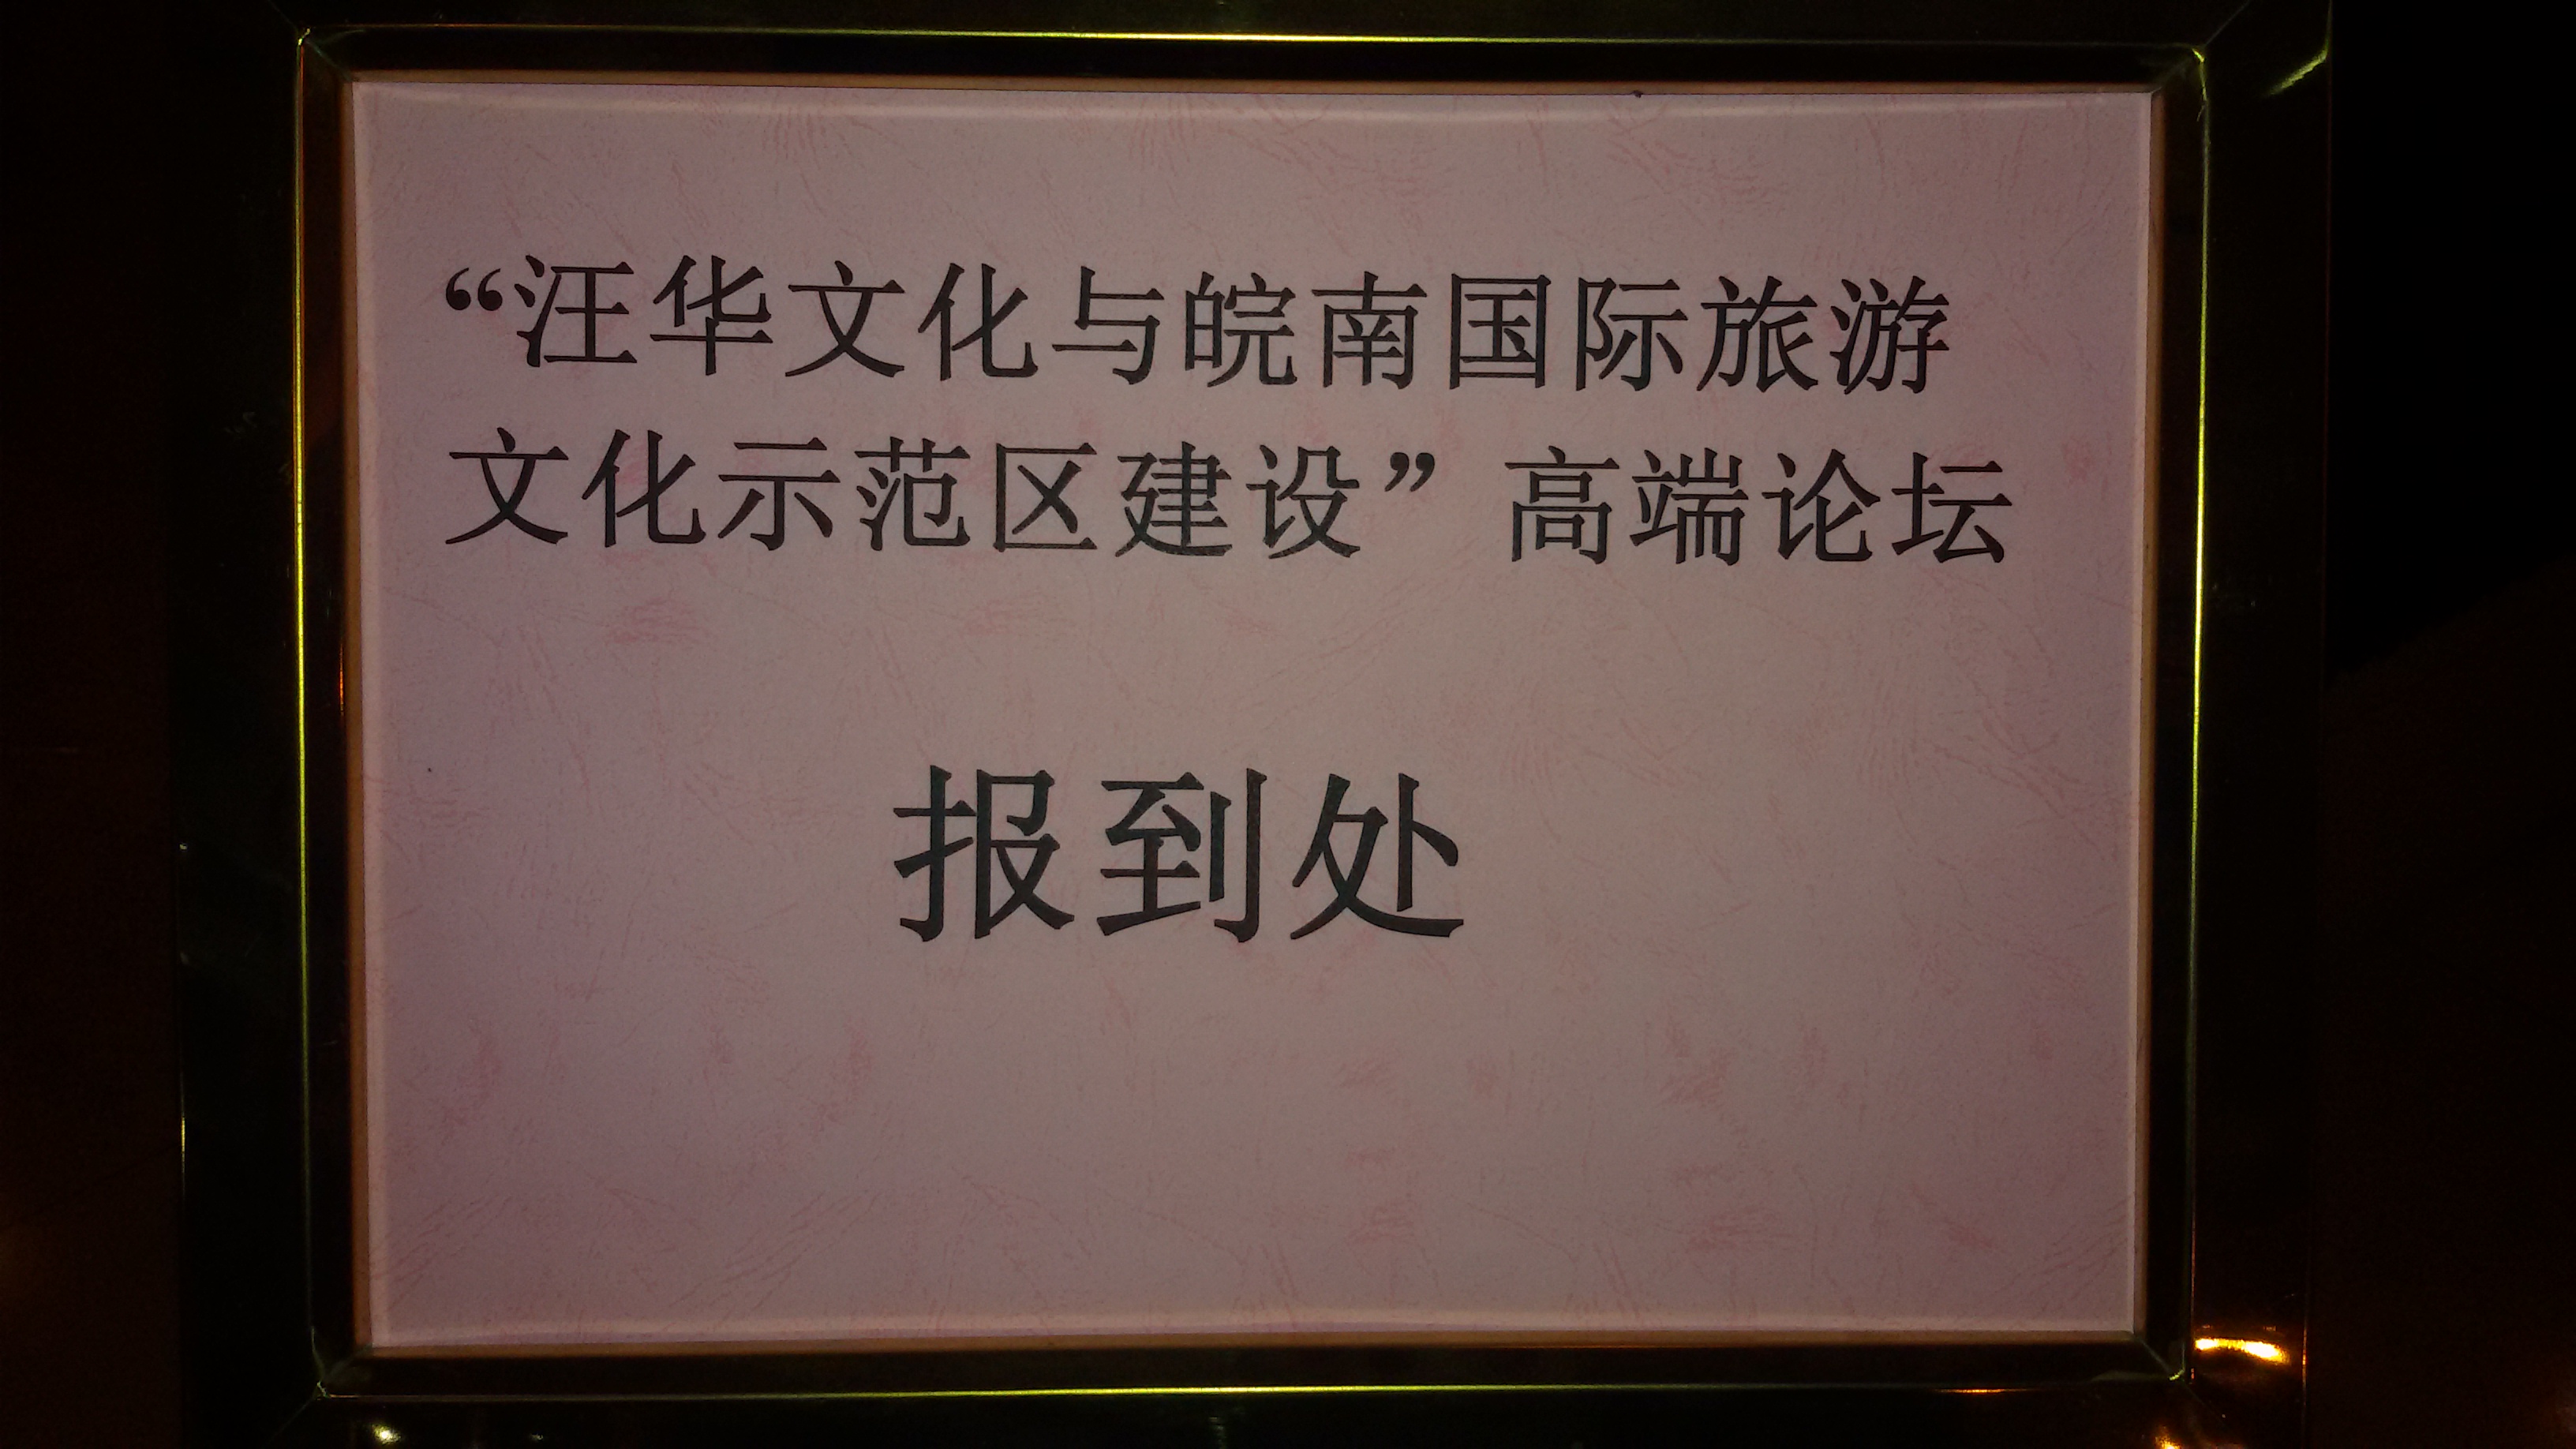 “汪华文化与皖南国际旅游
文化示范区建设”高端论坛
报到处